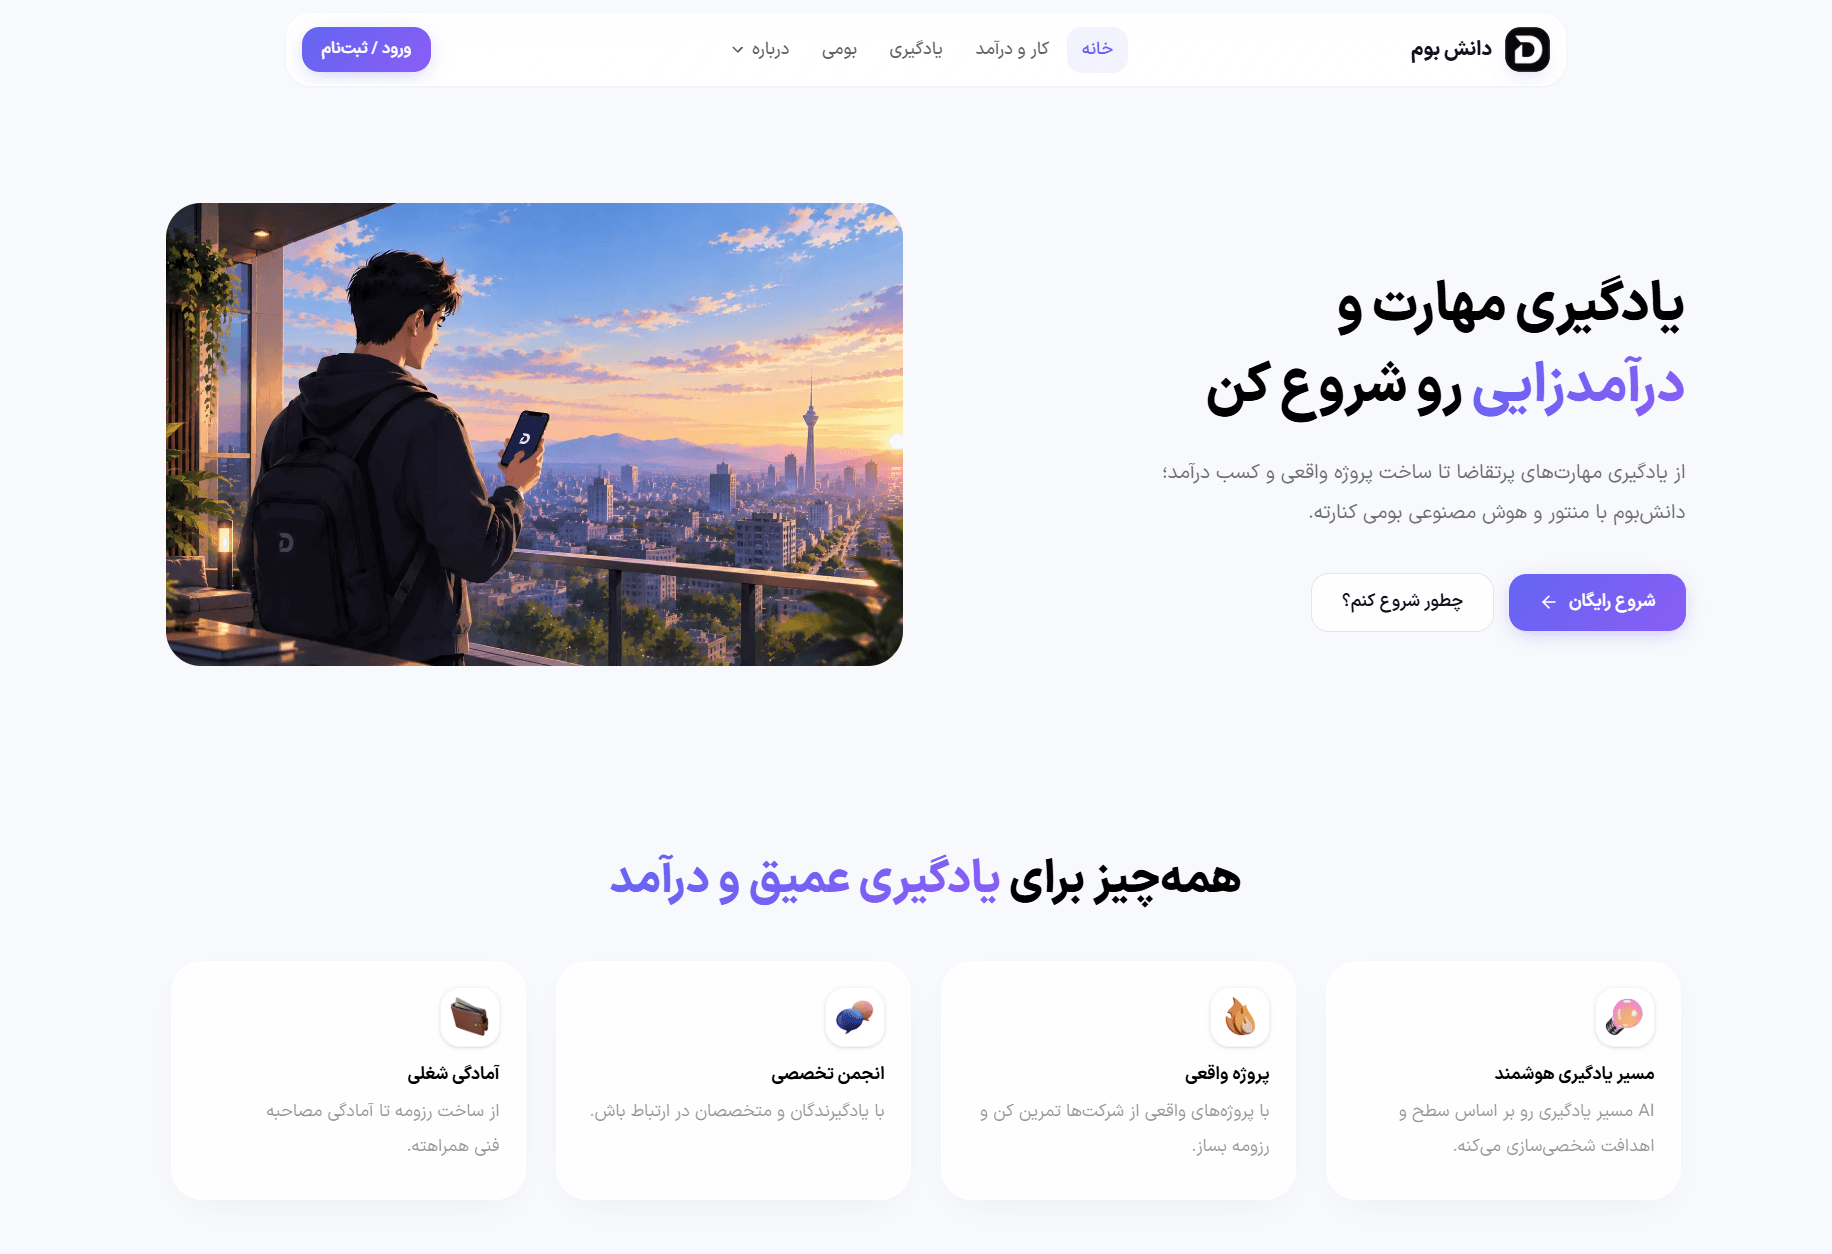 دانش بوم
خانه
کار و درآمد
یادگیری
بومی
درباره
ورود / ثبت‌نام
یادگیری مهارت و
درآمدزایی رو شروع کن
از یادگیری مهارت‌های پرتقاضا تا ساخت پروژه واقعی و کسب درآمد؛
دانش‌بوم با منتور و هوش مصنوعی بومی کنارته.
شروع رایگان
چطور شروع کنم؟
همه‌چیز برای یادگیری عمیق و درآمد
مسیر یادگیری هوشمند
AI مسیر یادگیری رو بر اساس سطح و
اهدافت شخصی‌سازی می‌کنه.
پروژه واقعی
با پروژه‌های واقعی از شرکت‌ها تمرین کن و
رزومه بساز.
انجمن تخصصی
با یادگیرندگان و متخصصان در ارتباط باش.
آمادگی شغلی
از ساخت رزومه تا آمادگی مصاحبه
فنی همراهته.